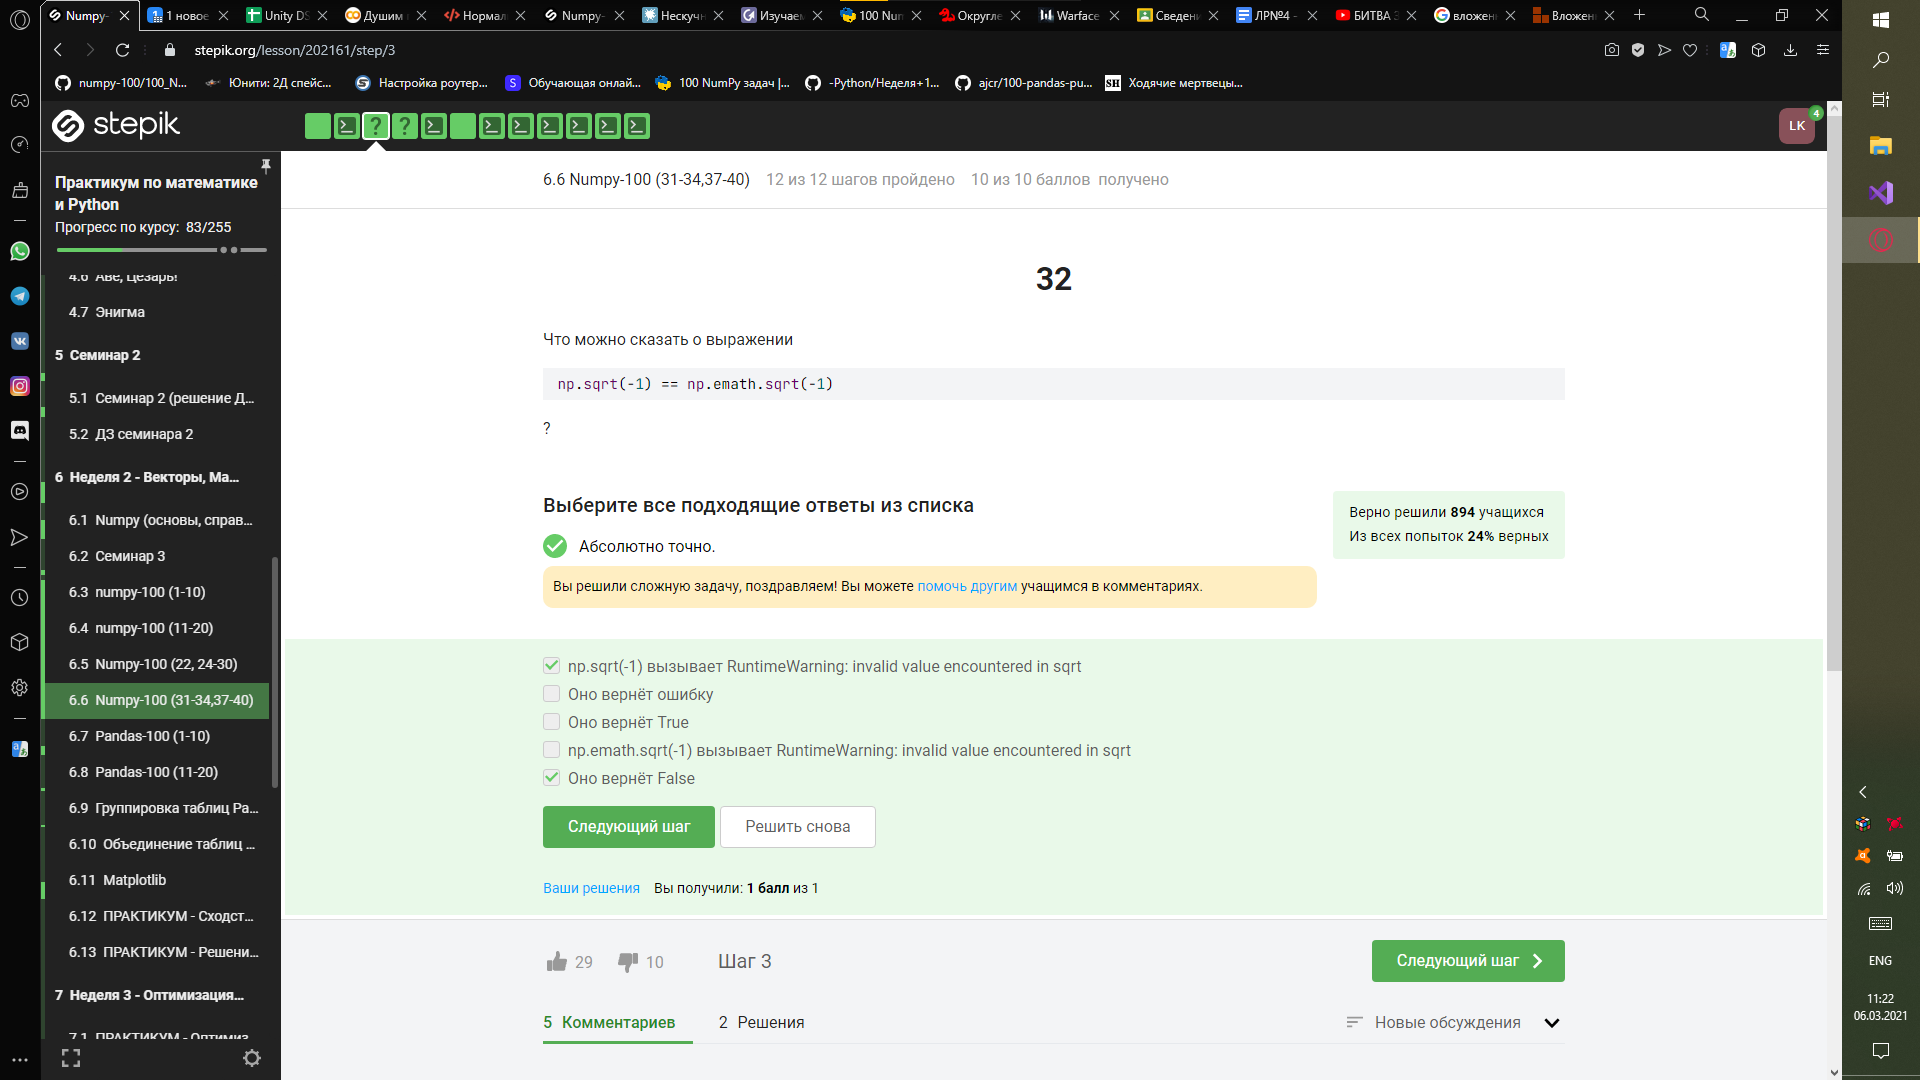 Numpy-
1 новое
Unity DS
Душим
Нормал
Numpy-
Нескучн
Изучаем
100 Num
Округле
Warface
Сведени
ЛР№4 -
БИТВА З
вложен
Вложен
stepik.org/lesson/202161/step/3
numpy-100/100_N...
Юнити: 2Д спейс...
Настройка роутер...
Обучающая онлай...
100 NumPy задач |...
-Python/Неделя+1...
ajcr/100-pandas-pu...
SH Ходячие мертвецы...
stepik
LK
4
Практикум по математике
и Python
Прогресс по курсу: 83/255
4.6 Аве, Цезарь!
4.7 Энигма
5 Семинар 2
5.1 Семинар 2 (решение Д...
5.2 ДЗ семинара 2
6 Неделя 2 - Векторы, Ма...
6.1 Numpy (основы, справ...
6.2 Семинар 3
6.3 numpy-100 (1-10)
6.4 numpy-100 (11-20)
6.5 Numpy-100 (22, 24-30)
6.6 Numpy-100 (31-34,37-40)
6.7 Pandas-100 (1-10)
6.8 Pandas-100 (11-20)
6.9 Группировка таблиц Pa...
6.10 Объединение таблиц ...
6.11 Matplotlib
6.12 ПРАКТИКУМ - Сходст...
6.13 ПРАКТИКУМ - Решени...
7 Неделя 3 - Оптимизация...
7.1 ПРАКТИКУМ - Оптимиз...
6.6 Numpy-100 (31-34,37-40) 12 из 12 шагов пройдено 10 из 10 баллов получено
32
Что можно сказать о выражении
np.sqrt(-1) == np.emath.sqrt(-1)
?
Выберите все подходящие ответы из списка
Абсолютно точно.
Вы решили сложную задачу, поздравляем! Вы можете помочь другим учащимся в комментариях.
Верно решили 894 учащихся
Из всех попыток 24% верных
np.sqrt(-1) вызывает RuntimeWarning: invalid value encountered in sqrt
Оно вернёт ошибку
Оно вернёт True
np.emath.sqrt(-1) вызывает RuntimeWarning: invalid value encountered in sqrt
Оно вернёт False
Следующий шаг
Решить снова
Ваши решения Вы получили: 1 балл из 1
29
10
Шаг 3
Следующий шаг
5 Комментариев
2 Решения
Новые обсуждения
ENG
11:22
06.03.2021